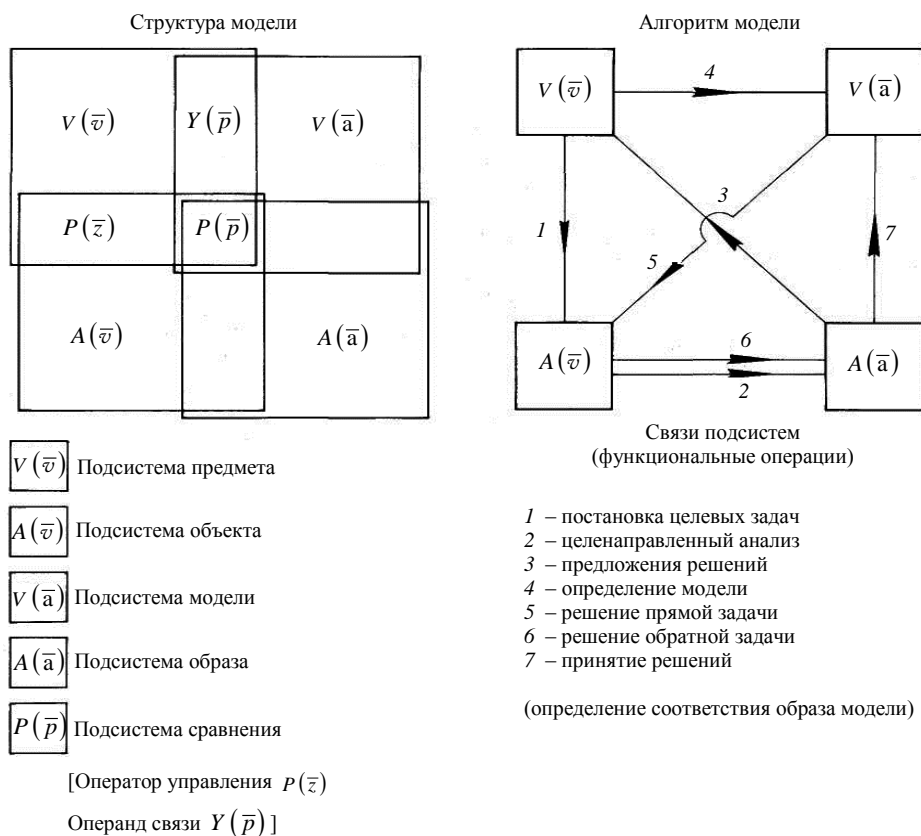 Структура модели
V(v̅) Y(p̅) V(a̅)
P(z̅) P(p̅)
A(v̅) A(a̅)
V(v̅) Подсистема предмета
A(v̅) Подсистема объекта
V(a̅) Подсистема модели
A(a̅) Подсистема образа
P(p̅) Подсистема сравнения
[Оператор управления P(z̅)
Операнд связи Y(p̅)]
Алгоритм модели
V(v̅) 4 V(a̅)
1 3 7
5
A(v̅) 6 A(a̅)
2
Связи подсистем
(функциональные операции)
1 – постановка целевых задач
2 – целенаправленный анализ
3 – предложения решений
4 – определение модели
5 – решение прямой задачи
6 – решение обратной задачи
7 – принятие решений
(определение соответствия образа модели)